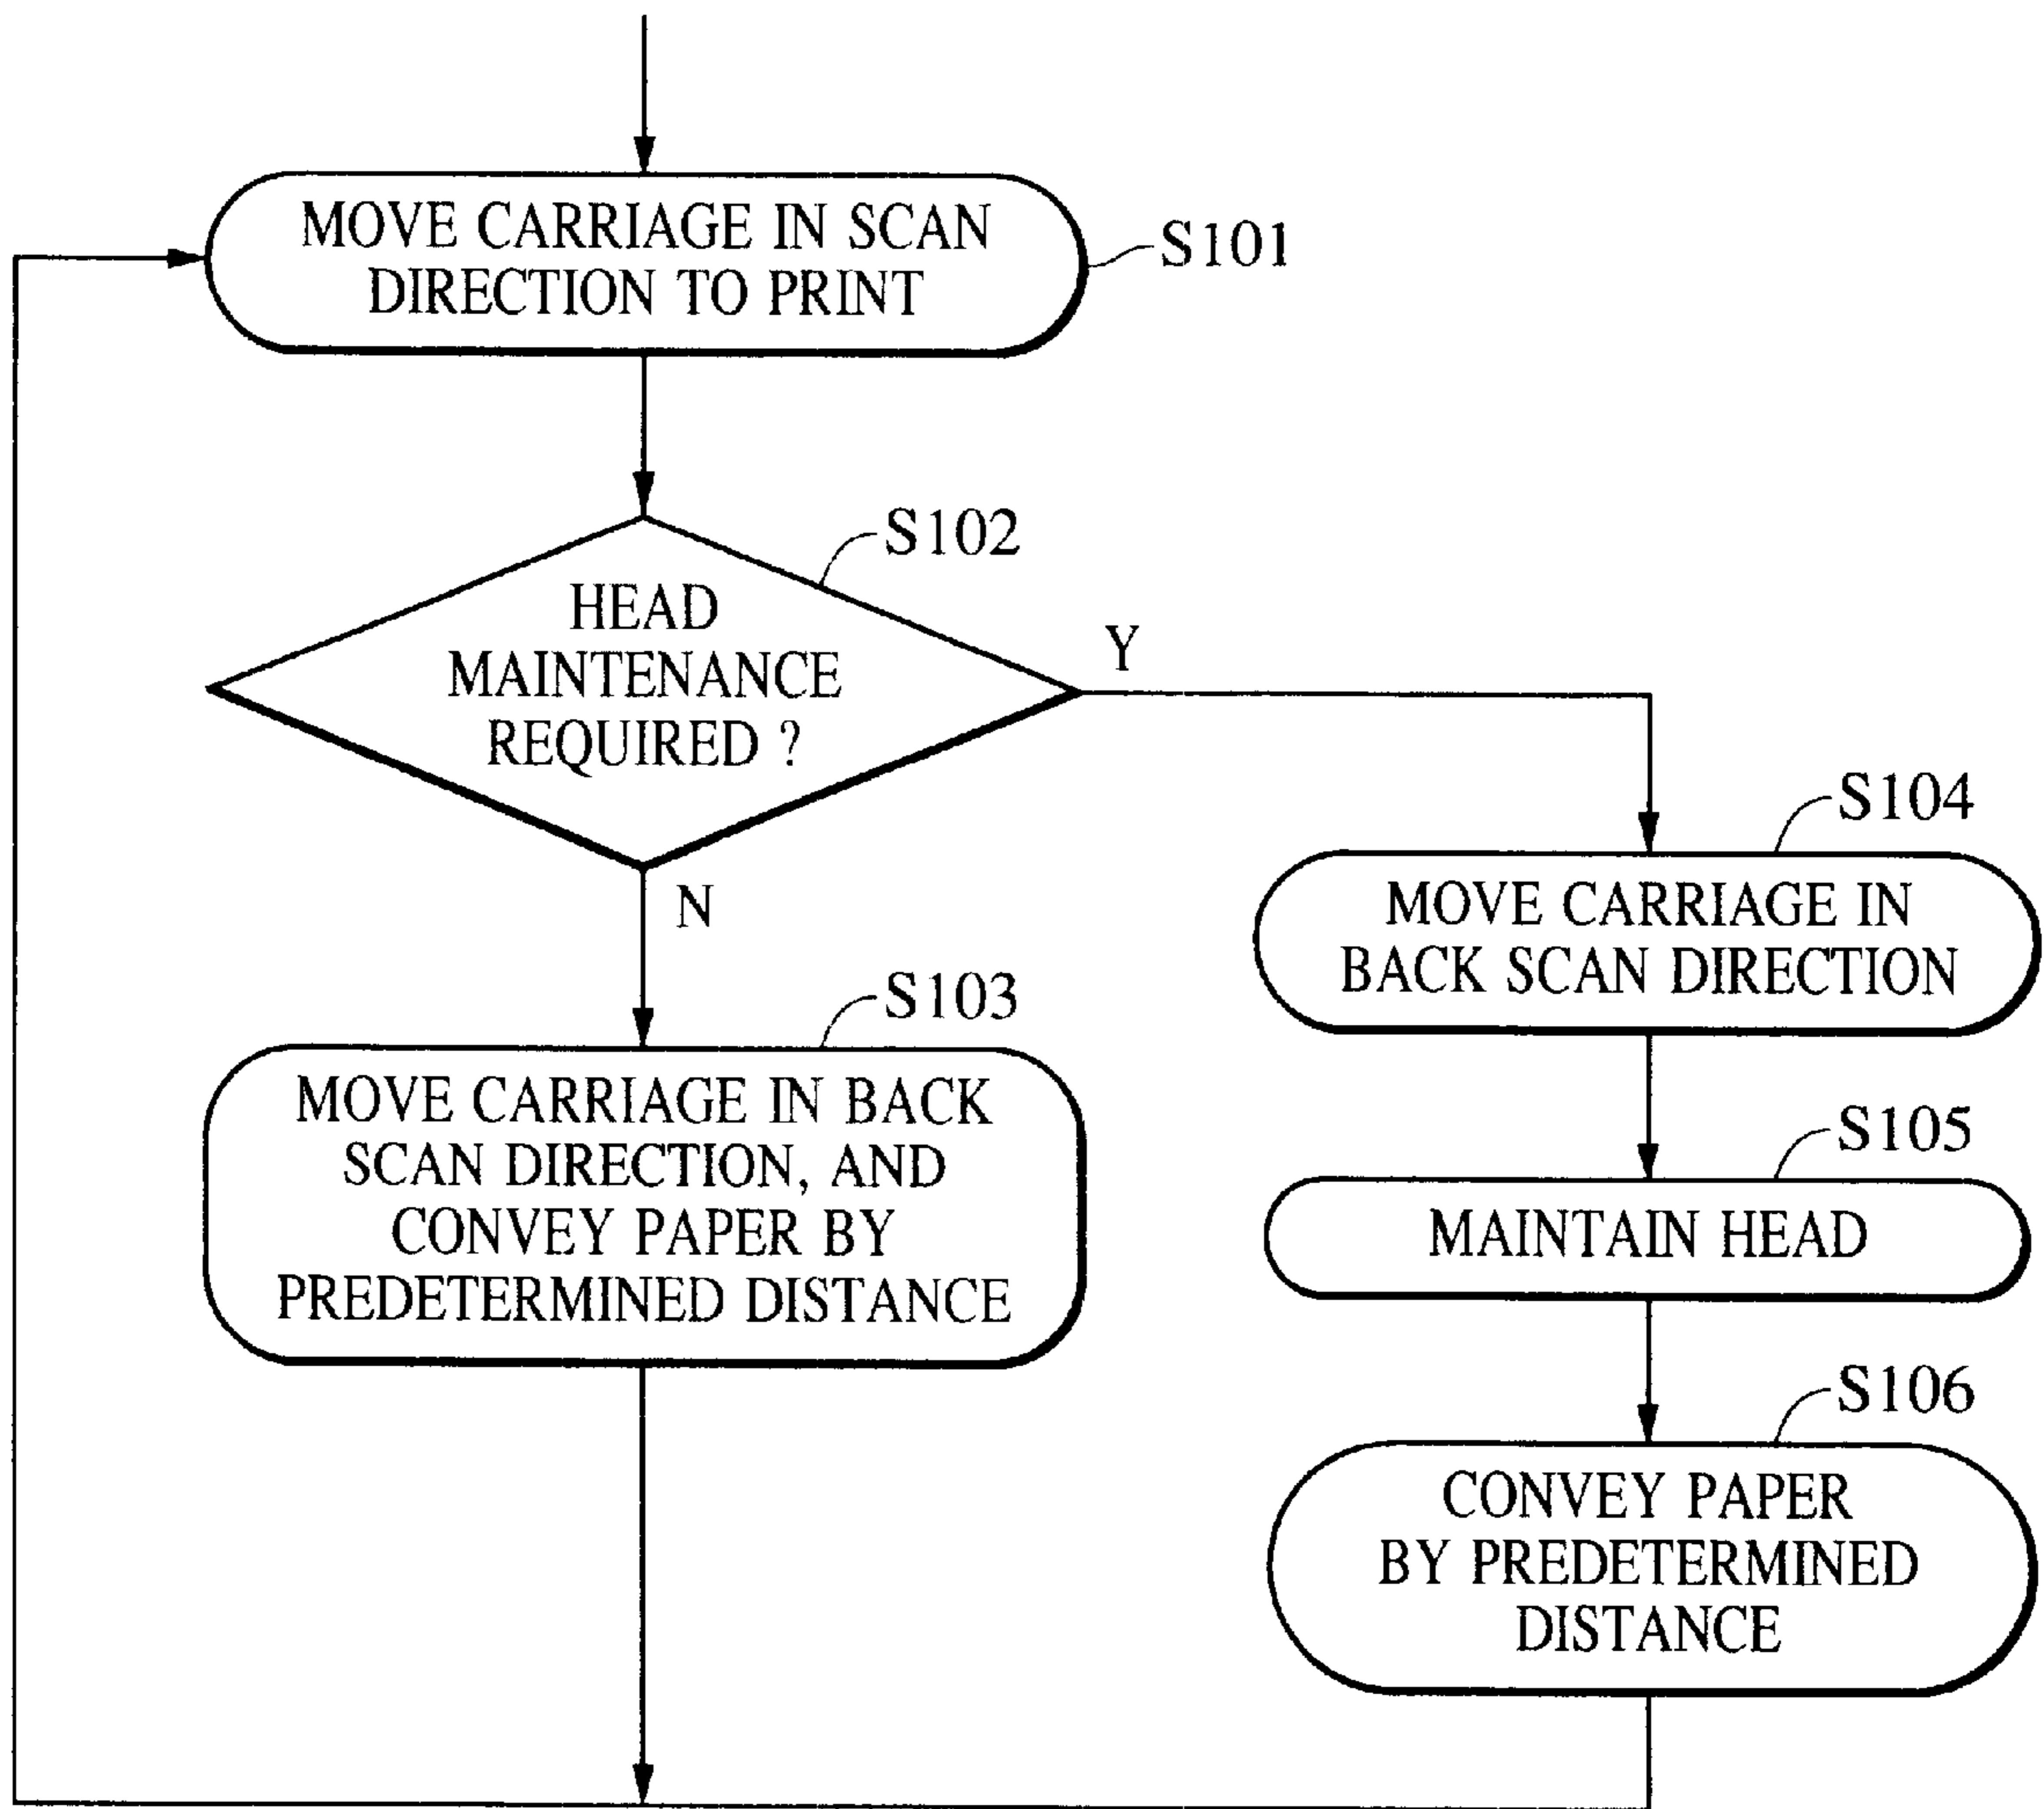 MOVE CARRIAGE IN SCAN
DIRECTION TO PRINT
S101
S102
HEAD
MAINTENANCE
REQUIRED ?
Y
N
S103
MOVE CARRIAGE IN BACK
SCAN DIRECTION, AND
CONVEY PAPER BY
PREDETERMINED DISTANCE
S104
MOVE CARRIAGE IN
BACK SCAN DIRECTION
S105
MAINTAIN HEAD
S106
CONVEY PAPER
BY PREDETERMINED
DISTANCE